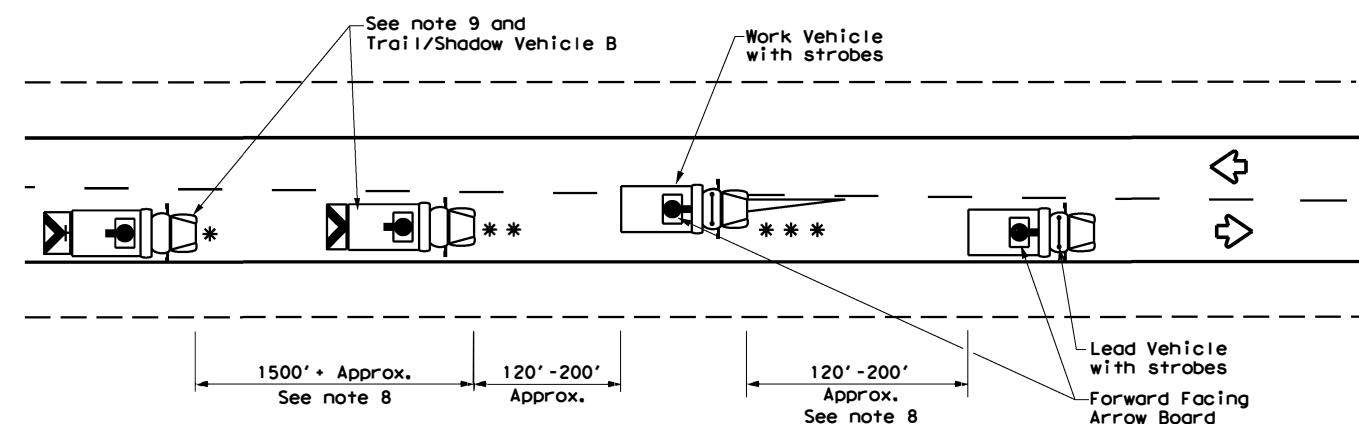 See note 9 and
Trail/Shadow Vehicle B
Work Vehicle
with strobes
*
* *
* * *
1500'+ Approx.
See note 8
120'-200'
Approx.
120'-200'
Approx.
See note 8
Lead Vehicle
with strobes
Forward Facing
Arrow Board